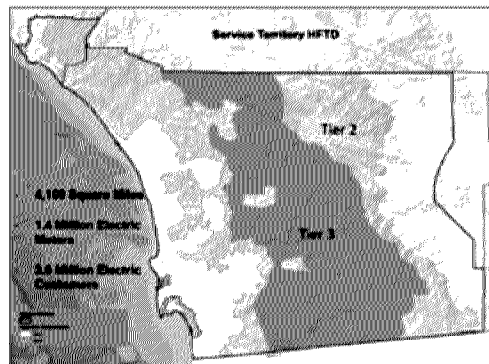 Service Territory HFTD
Tier 2
4,100 Square Miles
Tier 3
1.4 Million Electric
Meters
3.6 Million Electric
Customers